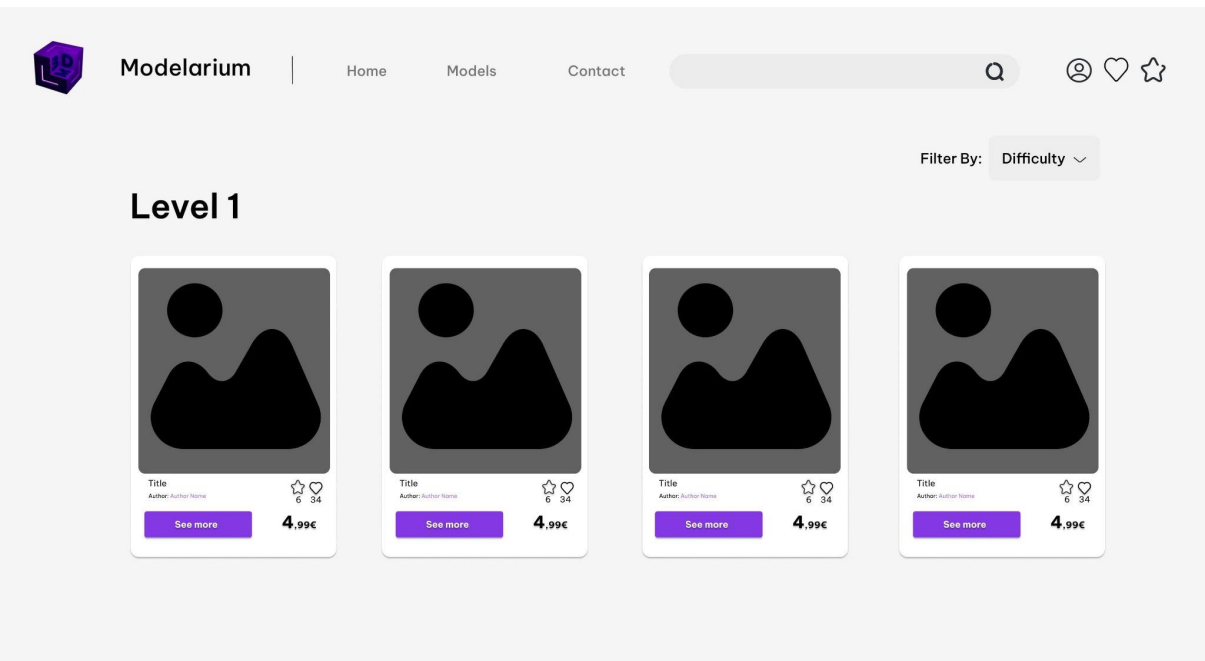 Modelarium
Home
Models
Contact
Filter By:
Difficulty
Level 1
Title
Author: Author Name
6 34
See more
4,99€
Title
Author: Author Name
6 34
See more
4,99€
Title
Author: Author Name
6 34
See more
4,99€
Title
Author: Author Name
6 34
See more
4,99€